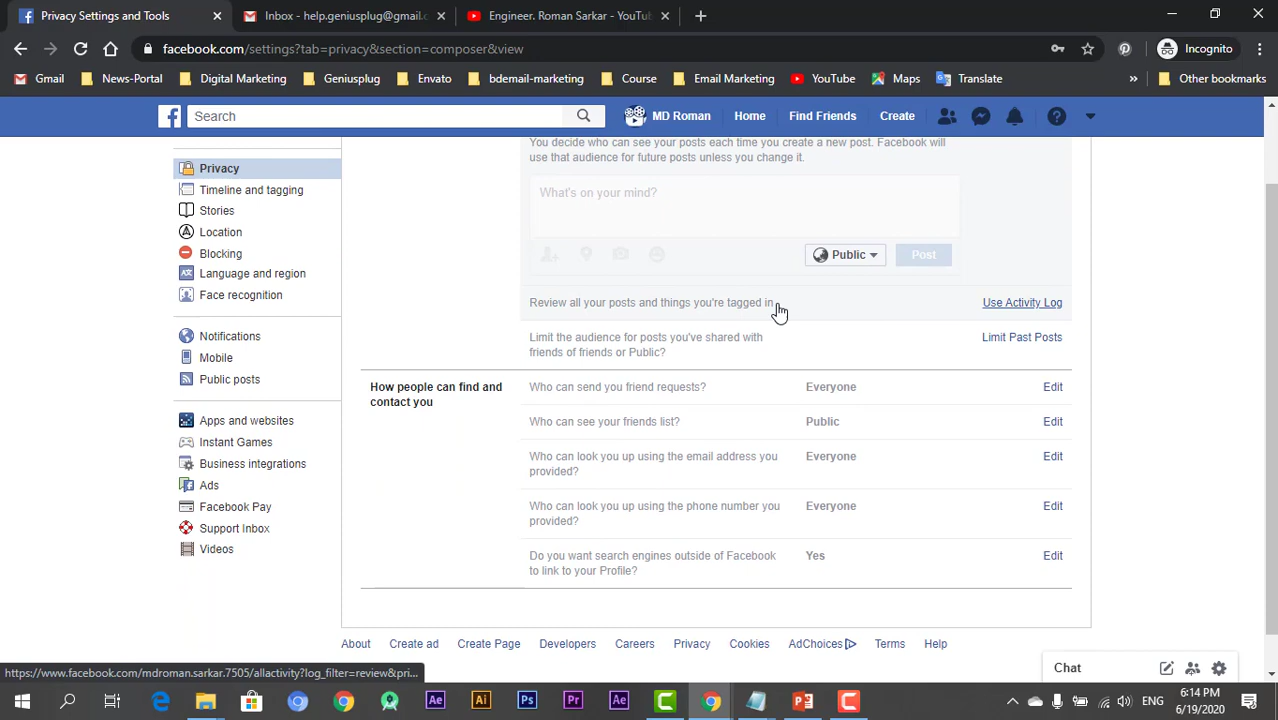 Privacy Settings and Tools
Inbox - help.geniusplug@gmail.c
Engineer. Roman Sarkar - YouTub
facebook.com/settings?tab=privacy&section=composer&view
Incognito
Gmail
News-Portal
Digital Marketing
Geniusplug
Envato
bdemail-marketing
Course
Email Marketing
YouTube
Maps
Translate
»
Other bookmarks
Search
MD Roman
Home
Find Friends
Create
You decide who can see your posts each time you create a new post. Facebook will
use that audience for future posts unless you change it.
What's on your mind?
Public
Post
Privacy
Timeline and tagging
Stories
Location
Blocking
Language and region
Face recognition
Notifications
Mobile
Public posts
Apps and websites
Instant Games
Business integrations
Ads
Facebook Pay
Support Inbox
Videos
Review all your posts and things you're tagged in
Use Activity Log
Limit the audience for posts you've shared with
friends of friends or Public?
Limit Past Posts
How people can find and
contact you
Who can send you friend requests?
Everyone
Edit
Who can see your friends list?
Public
Edit
Who can look you up using the email address you
provided?
Everyone
Edit
Who can look you up using the phone number you
provided?
Everyone
Edit
Do you want search engines outside of Facebook
to link to your Profile?
Yes
Edit
About
Create ad
Create Page
Developers
Careers
Privacy
Cookies
AdChoices
Terms
Help
https://www.facebook.com/mdroman.sarkar.7505/allactivity?log_filter=review&pri...
Chat
Ae
Ai
Ps
Pr
Ae
ENG
6:14 PM
6/19/2020